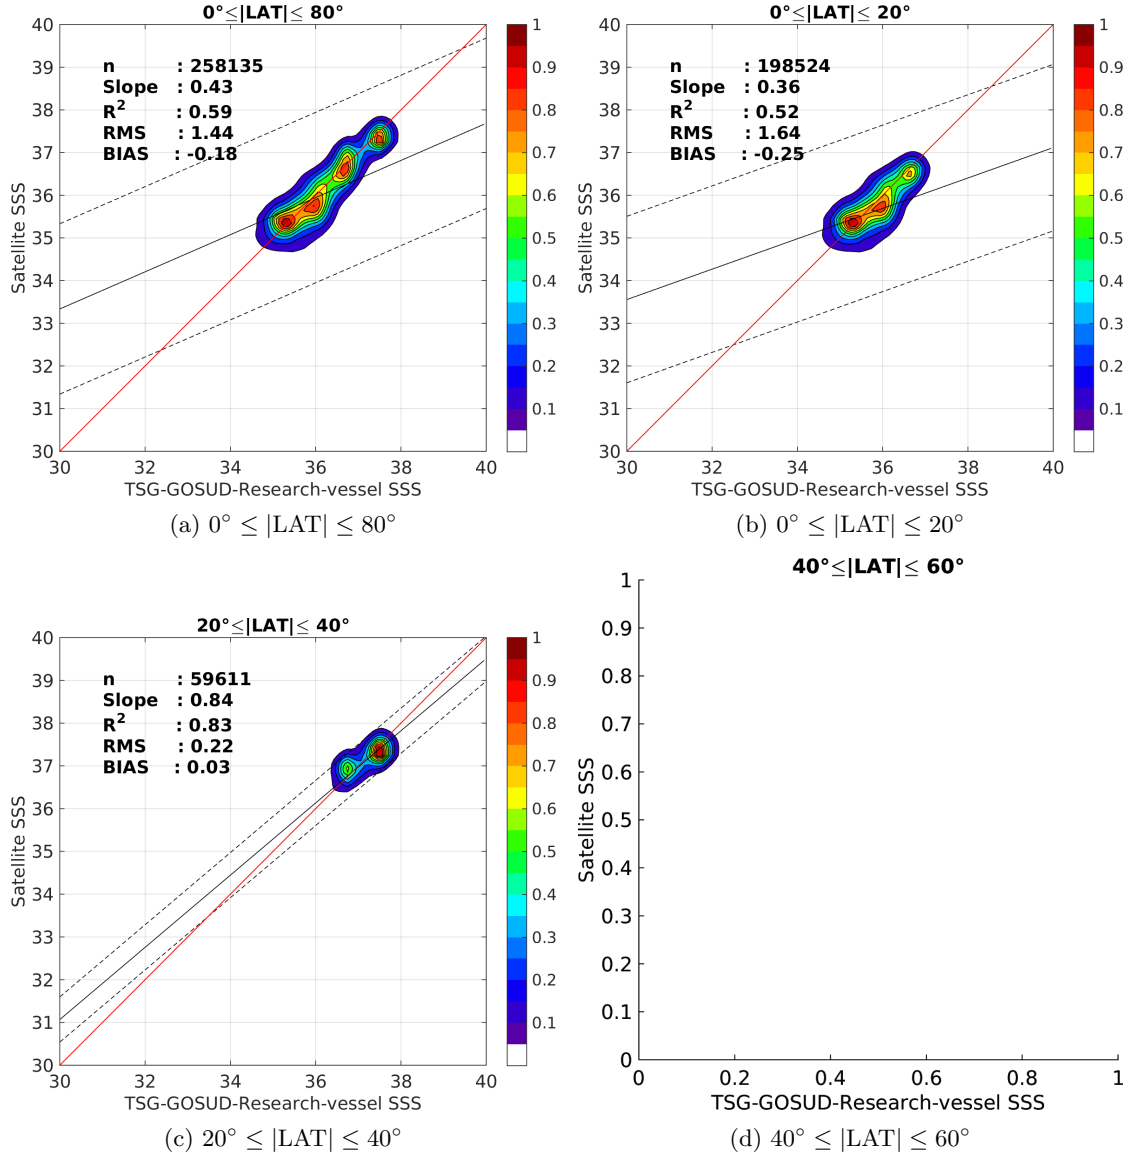 0°≤|LAT|≤ 80°
40
39
38
37
36
35
34
33
32
31
30
n : 258135
Slope : 0.43
R² : 0.59
RMS : 1.44
BIAS : -0.18
Satellite SSS
30 32 34 36 38 40
TSG-GOSUD-Research-vessel SSS
1
0.9
0.8
0.7
0.6
0.5
0.4
0.3
0.2
0.1
(a) 0° ≤ |LAT| ≤ 80°
0°≤|LAT|≤ 20°
40
39
38
37
36
35
34
33
32
31
30
n : 198524
Slope : 0.36
R² : 0.52
RMS : 1.64
BIAS : -0.25
Satellite SSS
30 32 34 36 38 40
TSG-GOSUD-Research-vessel SSS
1
0.9
0.8
0.7
0.6
0.5
0.4
0.3
0.2
0.1
(b) 0° ≤ |LAT| ≤ 20°
20°≤|LAT|≤ 40°
40
39
38
37
36
35
34
33
32
31
30
n : 59611
Slope : 0.84
R² : 0.83
RMS : 0.22
BIAS : 0.03
Satellite SSS
30 32 34 36 38 40
TSG-GOSUD-Research-vessel SSS
1
0.9
0.8
0.7
0.6
0.5
0.4
0.3
0.2
0.1
(c) 20° ≤ |LAT| ≤ 40°
40°≤|LAT|≤ 60°
1
0.9
0.8
0.7
0.6
0.5
0.4
0.3
0.2
0.1
0
Satellite SSS
0 0.2 0.4 0.6 0.8 1
TSG-GOSUD-Research-vessel SSS
(d) 40° ≤ |LAT| ≤ 60°